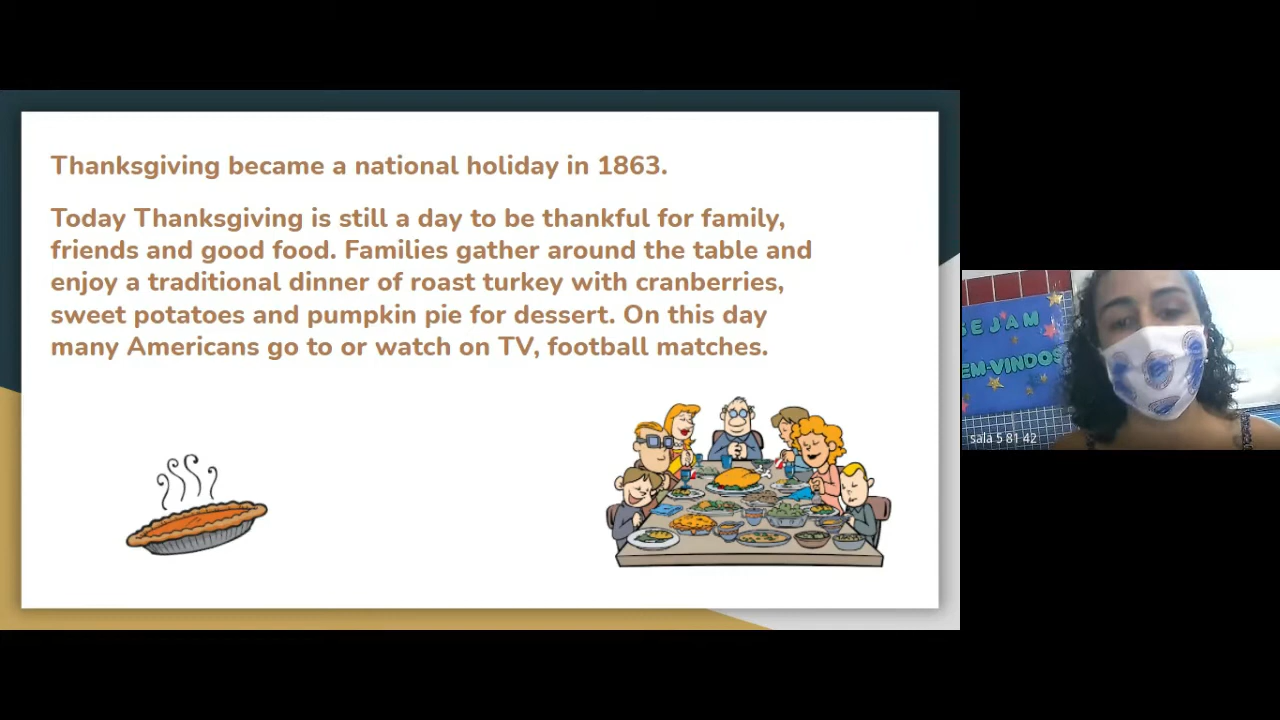 Thanksgiving became a national holiday in 1863.
Today Thanksgiving is still a day to be thankful for family,
friends and good food. Families gather around the table and
enjoy a traditional dinner of roast turkey with cranberries,
sweet potatoes and pumpkin pie for dessert. On this day
many Americans go to or watch on TV, football matches.
SEJAM
EM-VINDOS
sala 5 81 42